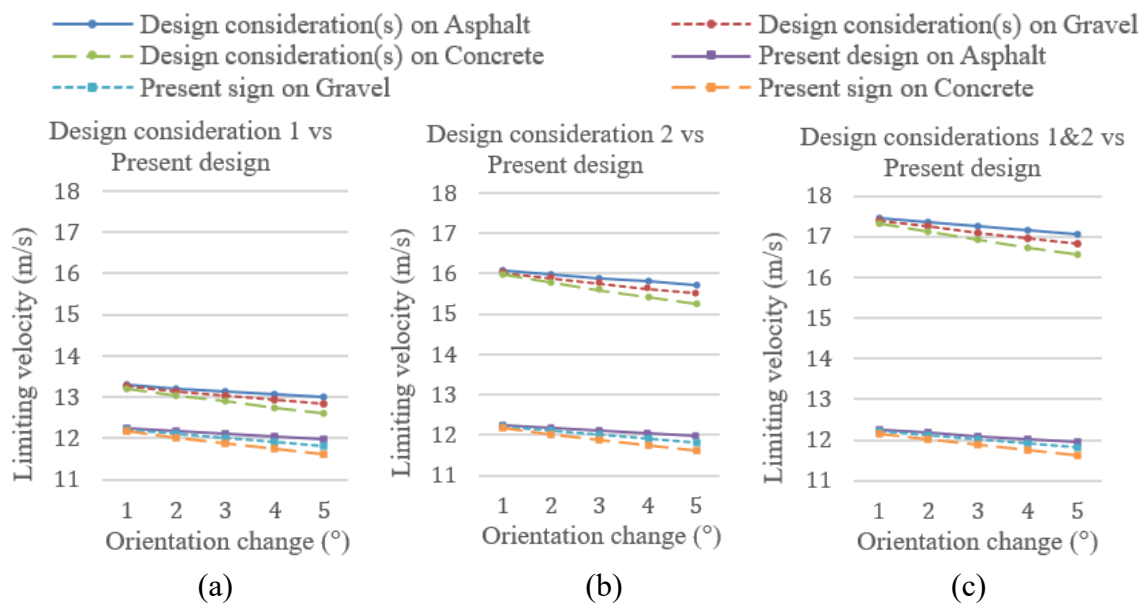 Design consideration(s) on Asphalt
Design consideration(s) on Gravel
Design consideration(s) on Concrete
Present design on Asphalt
Present sign on Gravel
Present sign on Concrete
Design consideration 1 vs
Present design
Limiting velocity (m/s)
18
17
16
15
14
13
12
11
1 2 3 4 5
Orientation change (°)
(a)
Design consideration 2 vs
Present design
Limiting velocity (m/s)
18
17
16
15
14
13
12
11
1 2 3 4 5
Orientation change (°)
(b)
Design considerations 1&2 vs
Present design
Limiting velocity (m/s)
18
17
16
15
14
13
12
11
1 2 3 4 5
Orientation change (°)
(c)